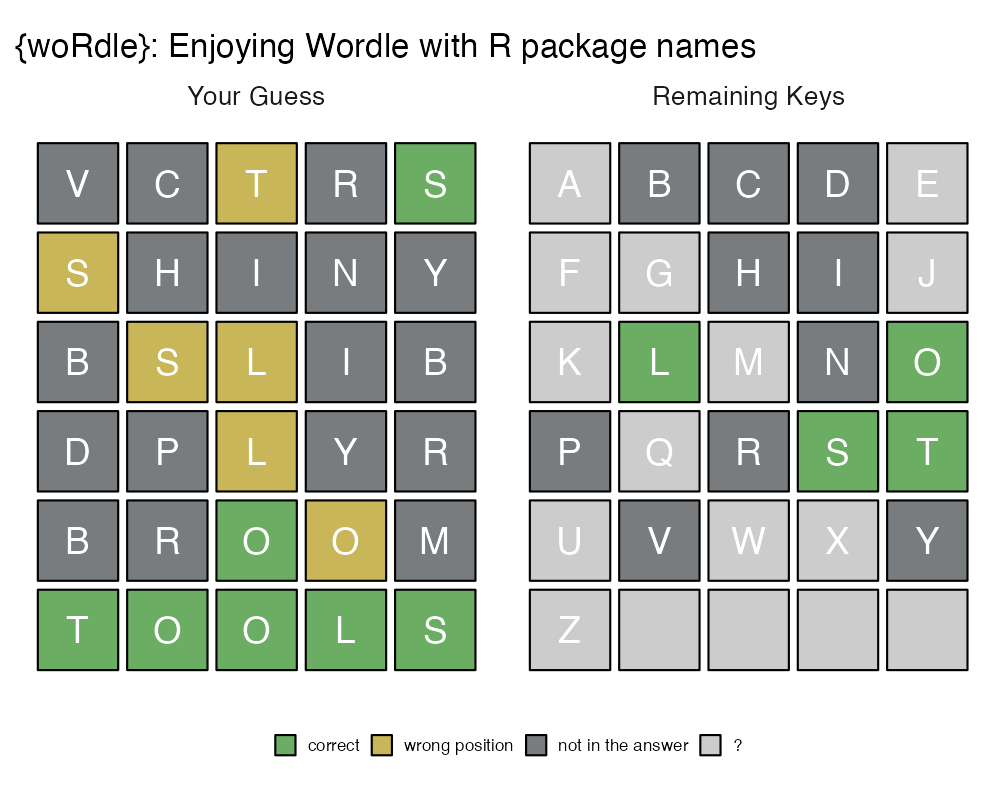 {woRdle}: Enjoying Wordle with R package names
Your Guess
V C T R S
S H I N Y
B S L I B
D P L Y R
B R O O M
T O O L S
Remaining Keys
A B C D E
F G H I J
K L M N O
P Q R S T
U V W X Y
Z
correct wrong position not in the answer ?